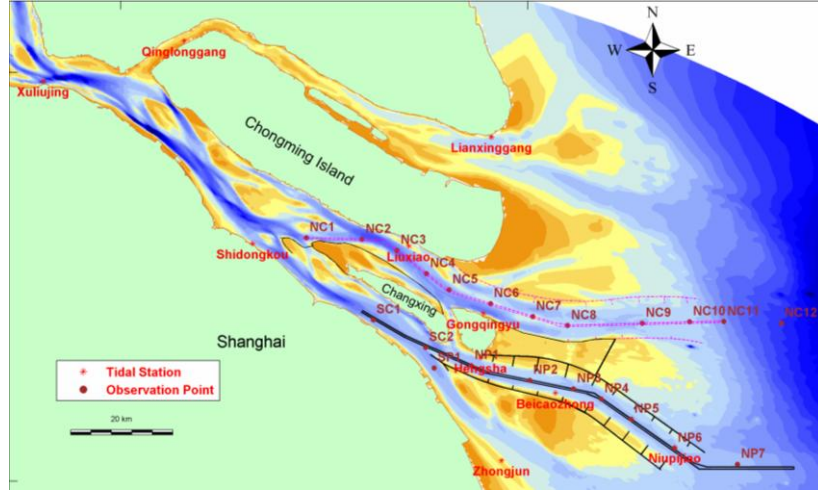 N
W
E
S
Qinglonggang
Xuliujing
Lianxinggang
Chongming Island
NC1
NC2
NC3
Liuxiao
Shidongkou
NC4
NC5
Changxing
NC6
NC7
NC8
NC9
NC10
NC11
NC12
Gongqingyu
SC1
Shanghai
SC2
SP1
NP1
Hengsha
NP2
NP3
NP4
Beicaozhong
NP5
NP6
Niupijiao
NP7
Zhongjun
Tidal Station
Observation Point
20 km